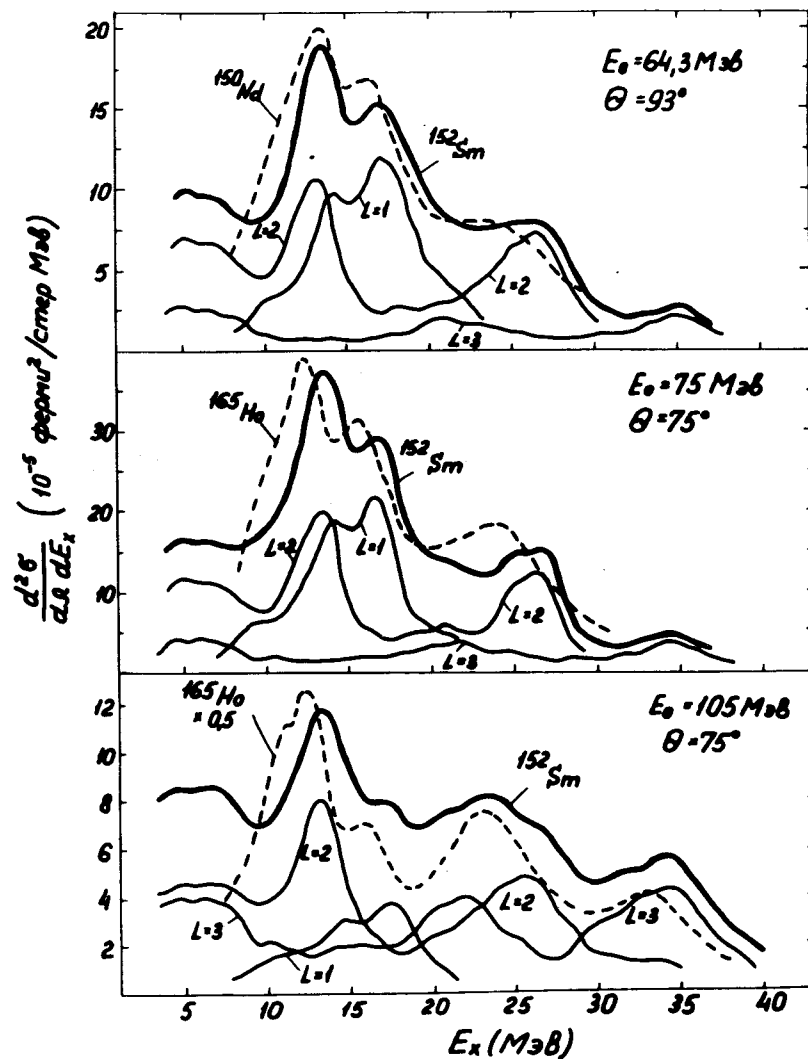 20
15
10
5
E₀=64,3 Мэв
Θ=93°
¹⁵⁰Nd
¹⁵²Sm
L=2
L=1
L=2
L=3
30
20
10
E₀=75 Мэв
Θ=75°
¹⁶⁵Ho
¹⁵²Sm
L=2
L=1
L=2
L=3
12
10
8
6
4
2
E₀=105 Мэв
Θ=75°
¹⁶⁵Ho
× 0,5
¹⁵²Sm
L=2
L=2
L=3
L=3
L=1
d²σ/dΩ dEₓ (10⁻⁵ ферми²/стер Мэв)
5 10 15 20 25 30 35 40
Eₓ (Мэв)